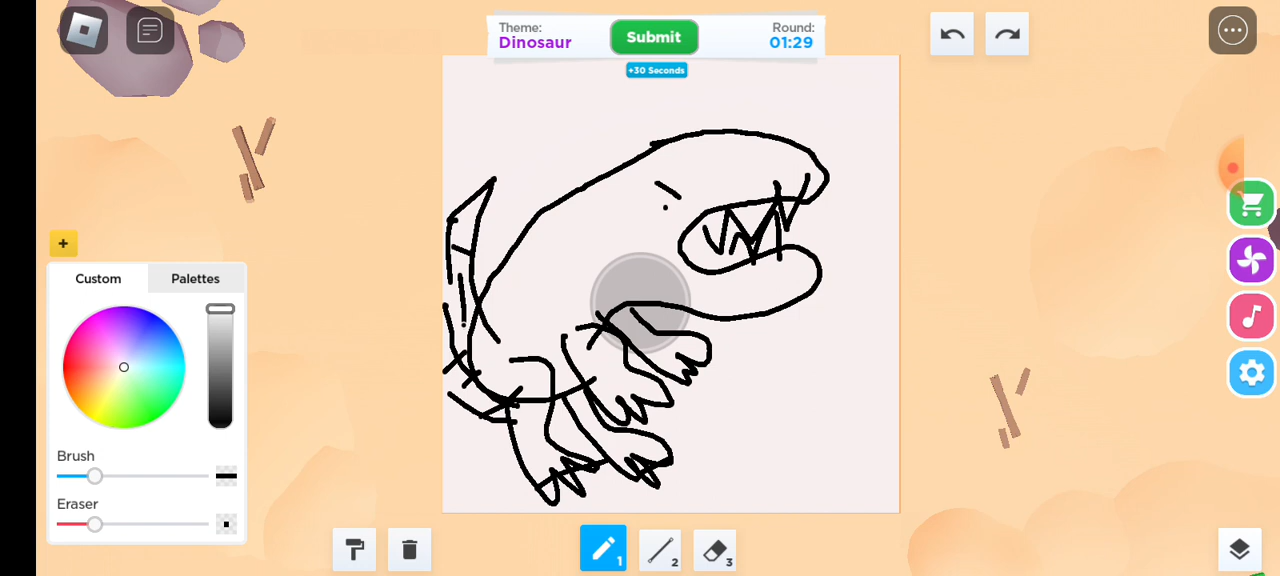 Theme:
Dinosaur
Submit
Round:
01:29
+30 Seconds
+
Custom
Palettes
Brush
Eraser
1
2
3